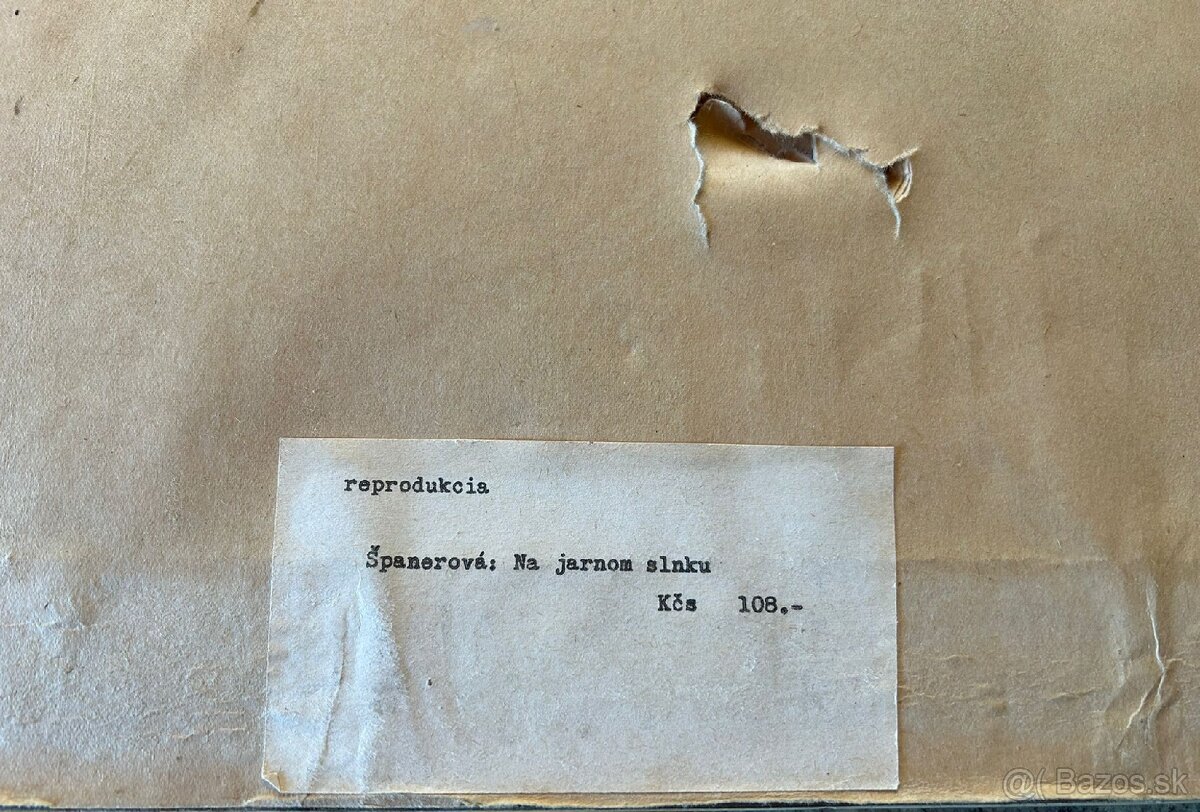 reprodukcia
Španerová: Na jarnom slnku
Kčs 108.-
@( Bazos.sk